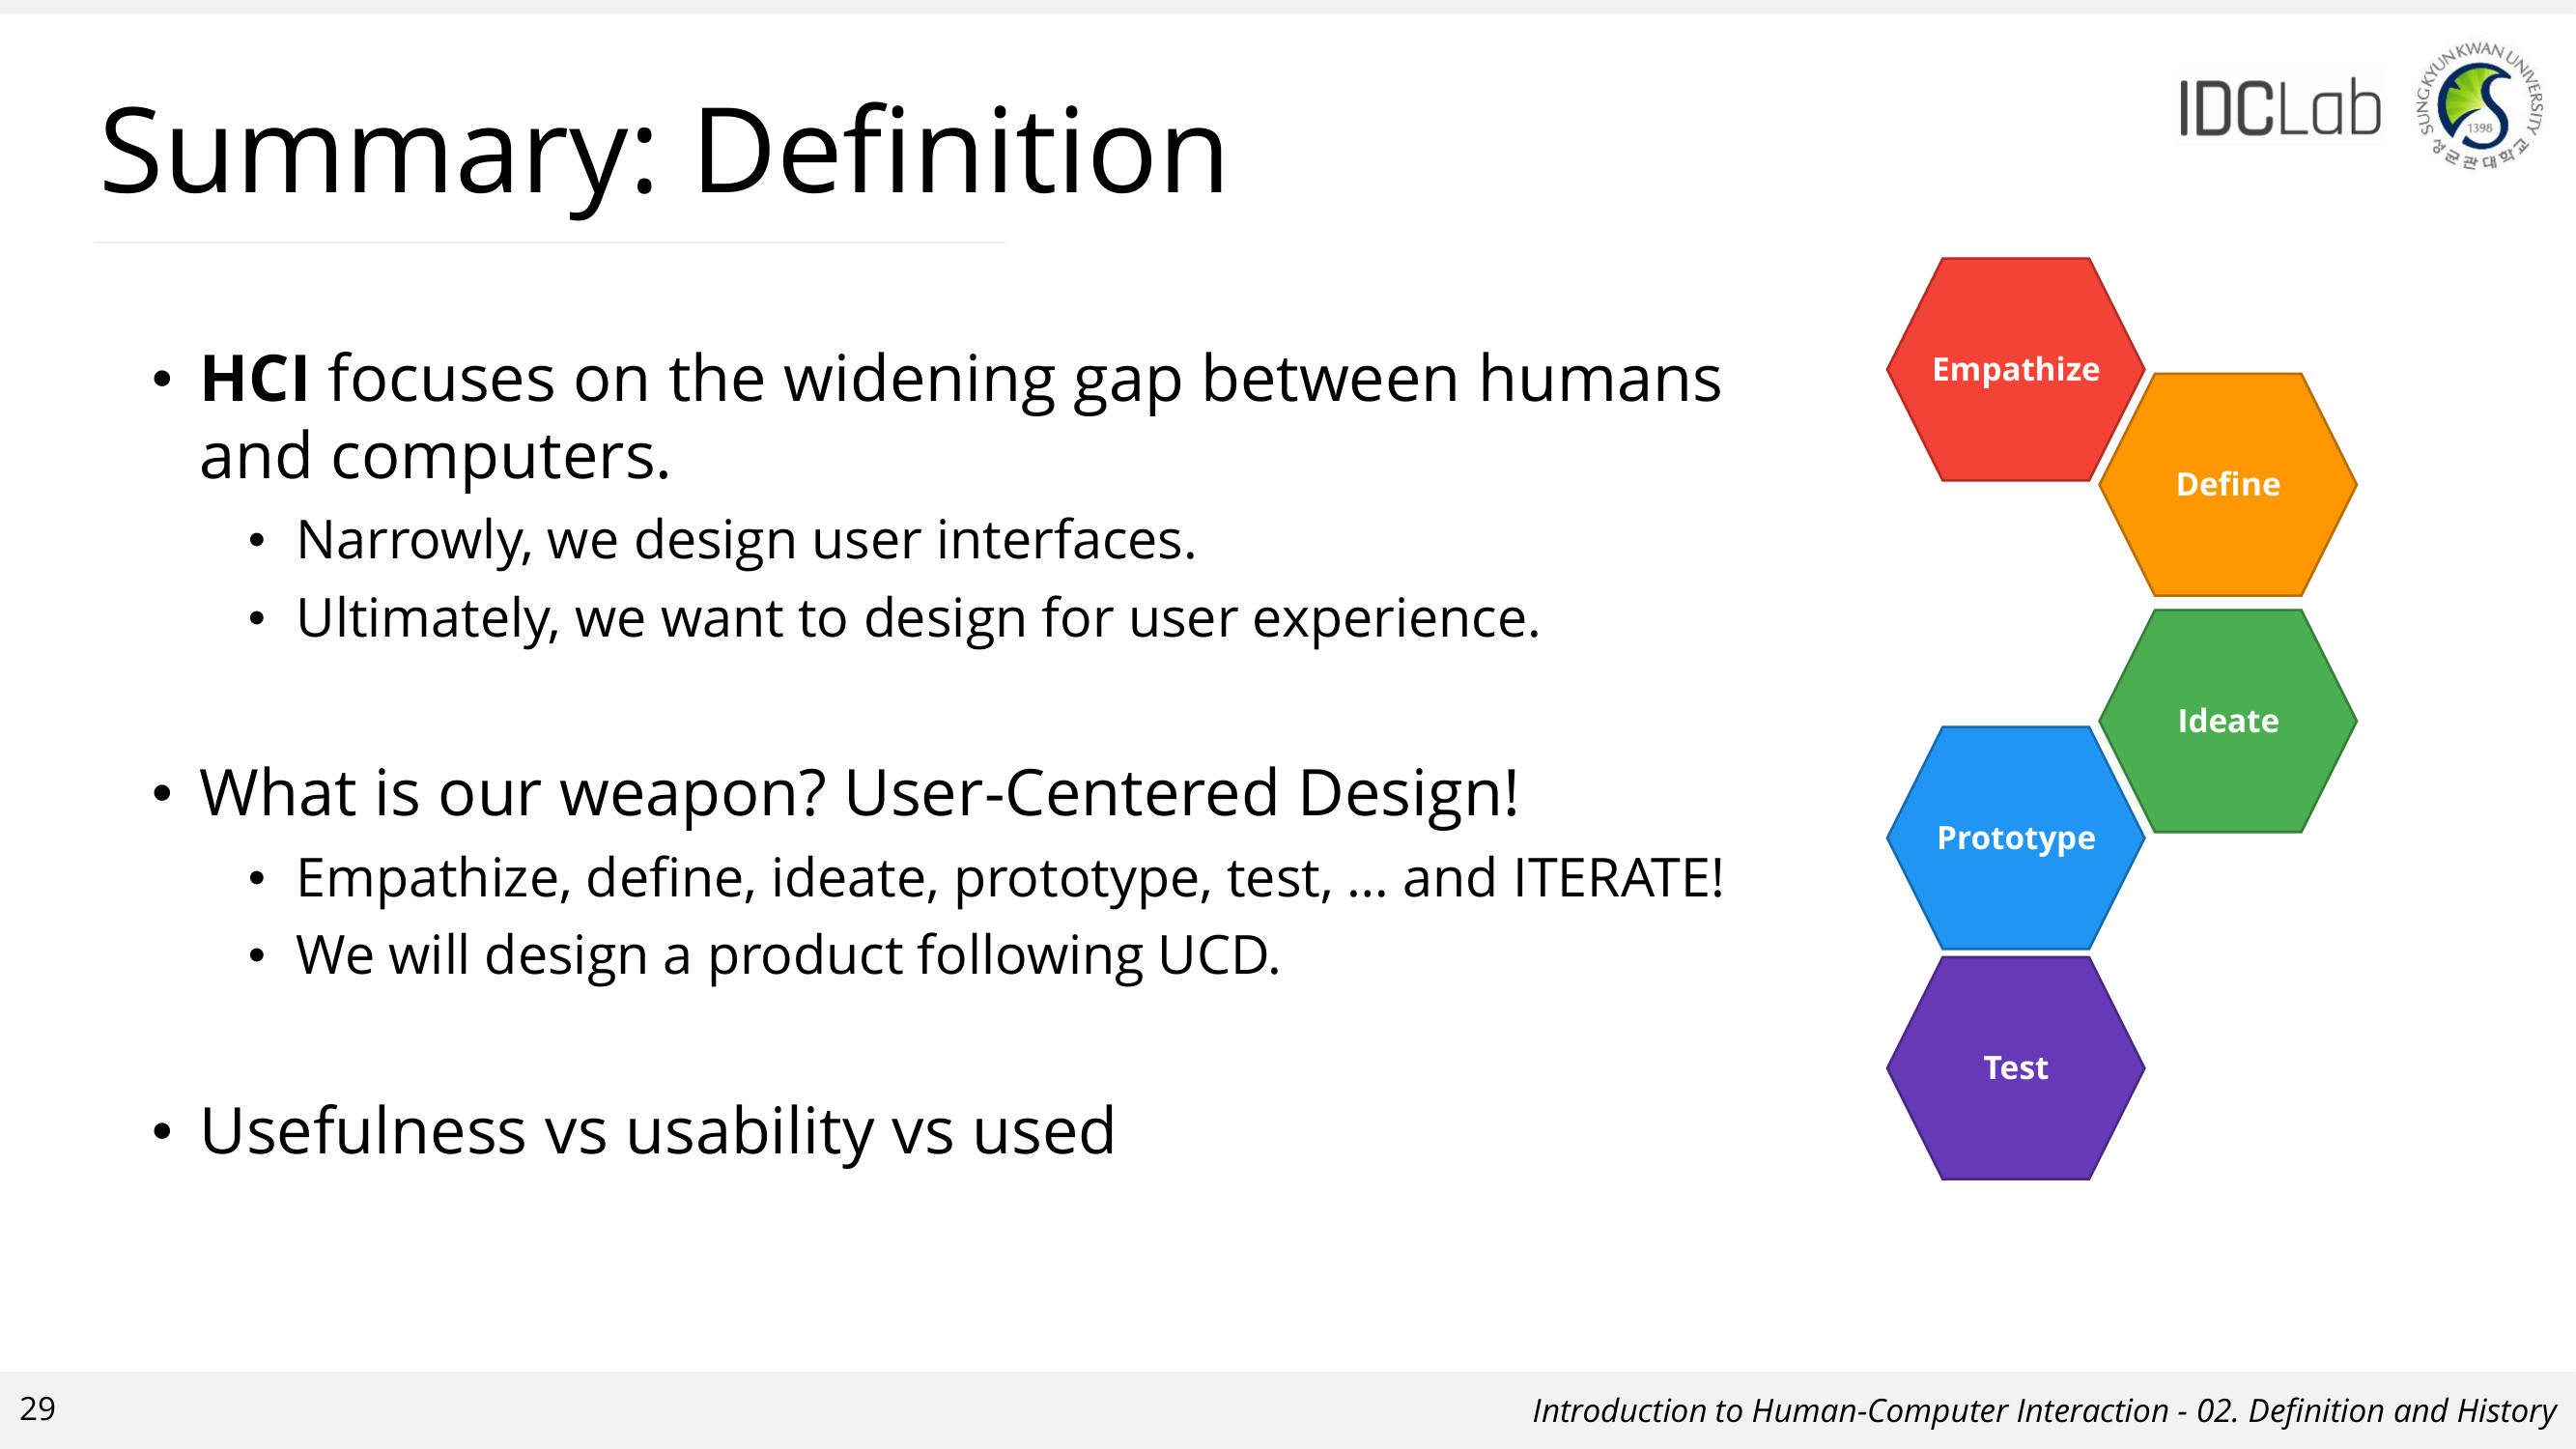 Summary: Definition
IDCLab
SUNGKYUNKWAN UNIVERSITY
1398
성균관대학교
• HCI focuses on the widening gap between humans
and computers.
• Narrowly, we design user interfaces.
• Ultimately, we want to design for user experience.
• What is our weapon? User-Centered Design!
• Empathize, define, ideate, prototype, test, ... and ITERATE!
• We will design a product following UCD.
• Usefulness vs usability vs used
Empathize
Define
Ideate
Prototype
Test
29
Introduction to Human-Computer Interaction - 02. Definition and History